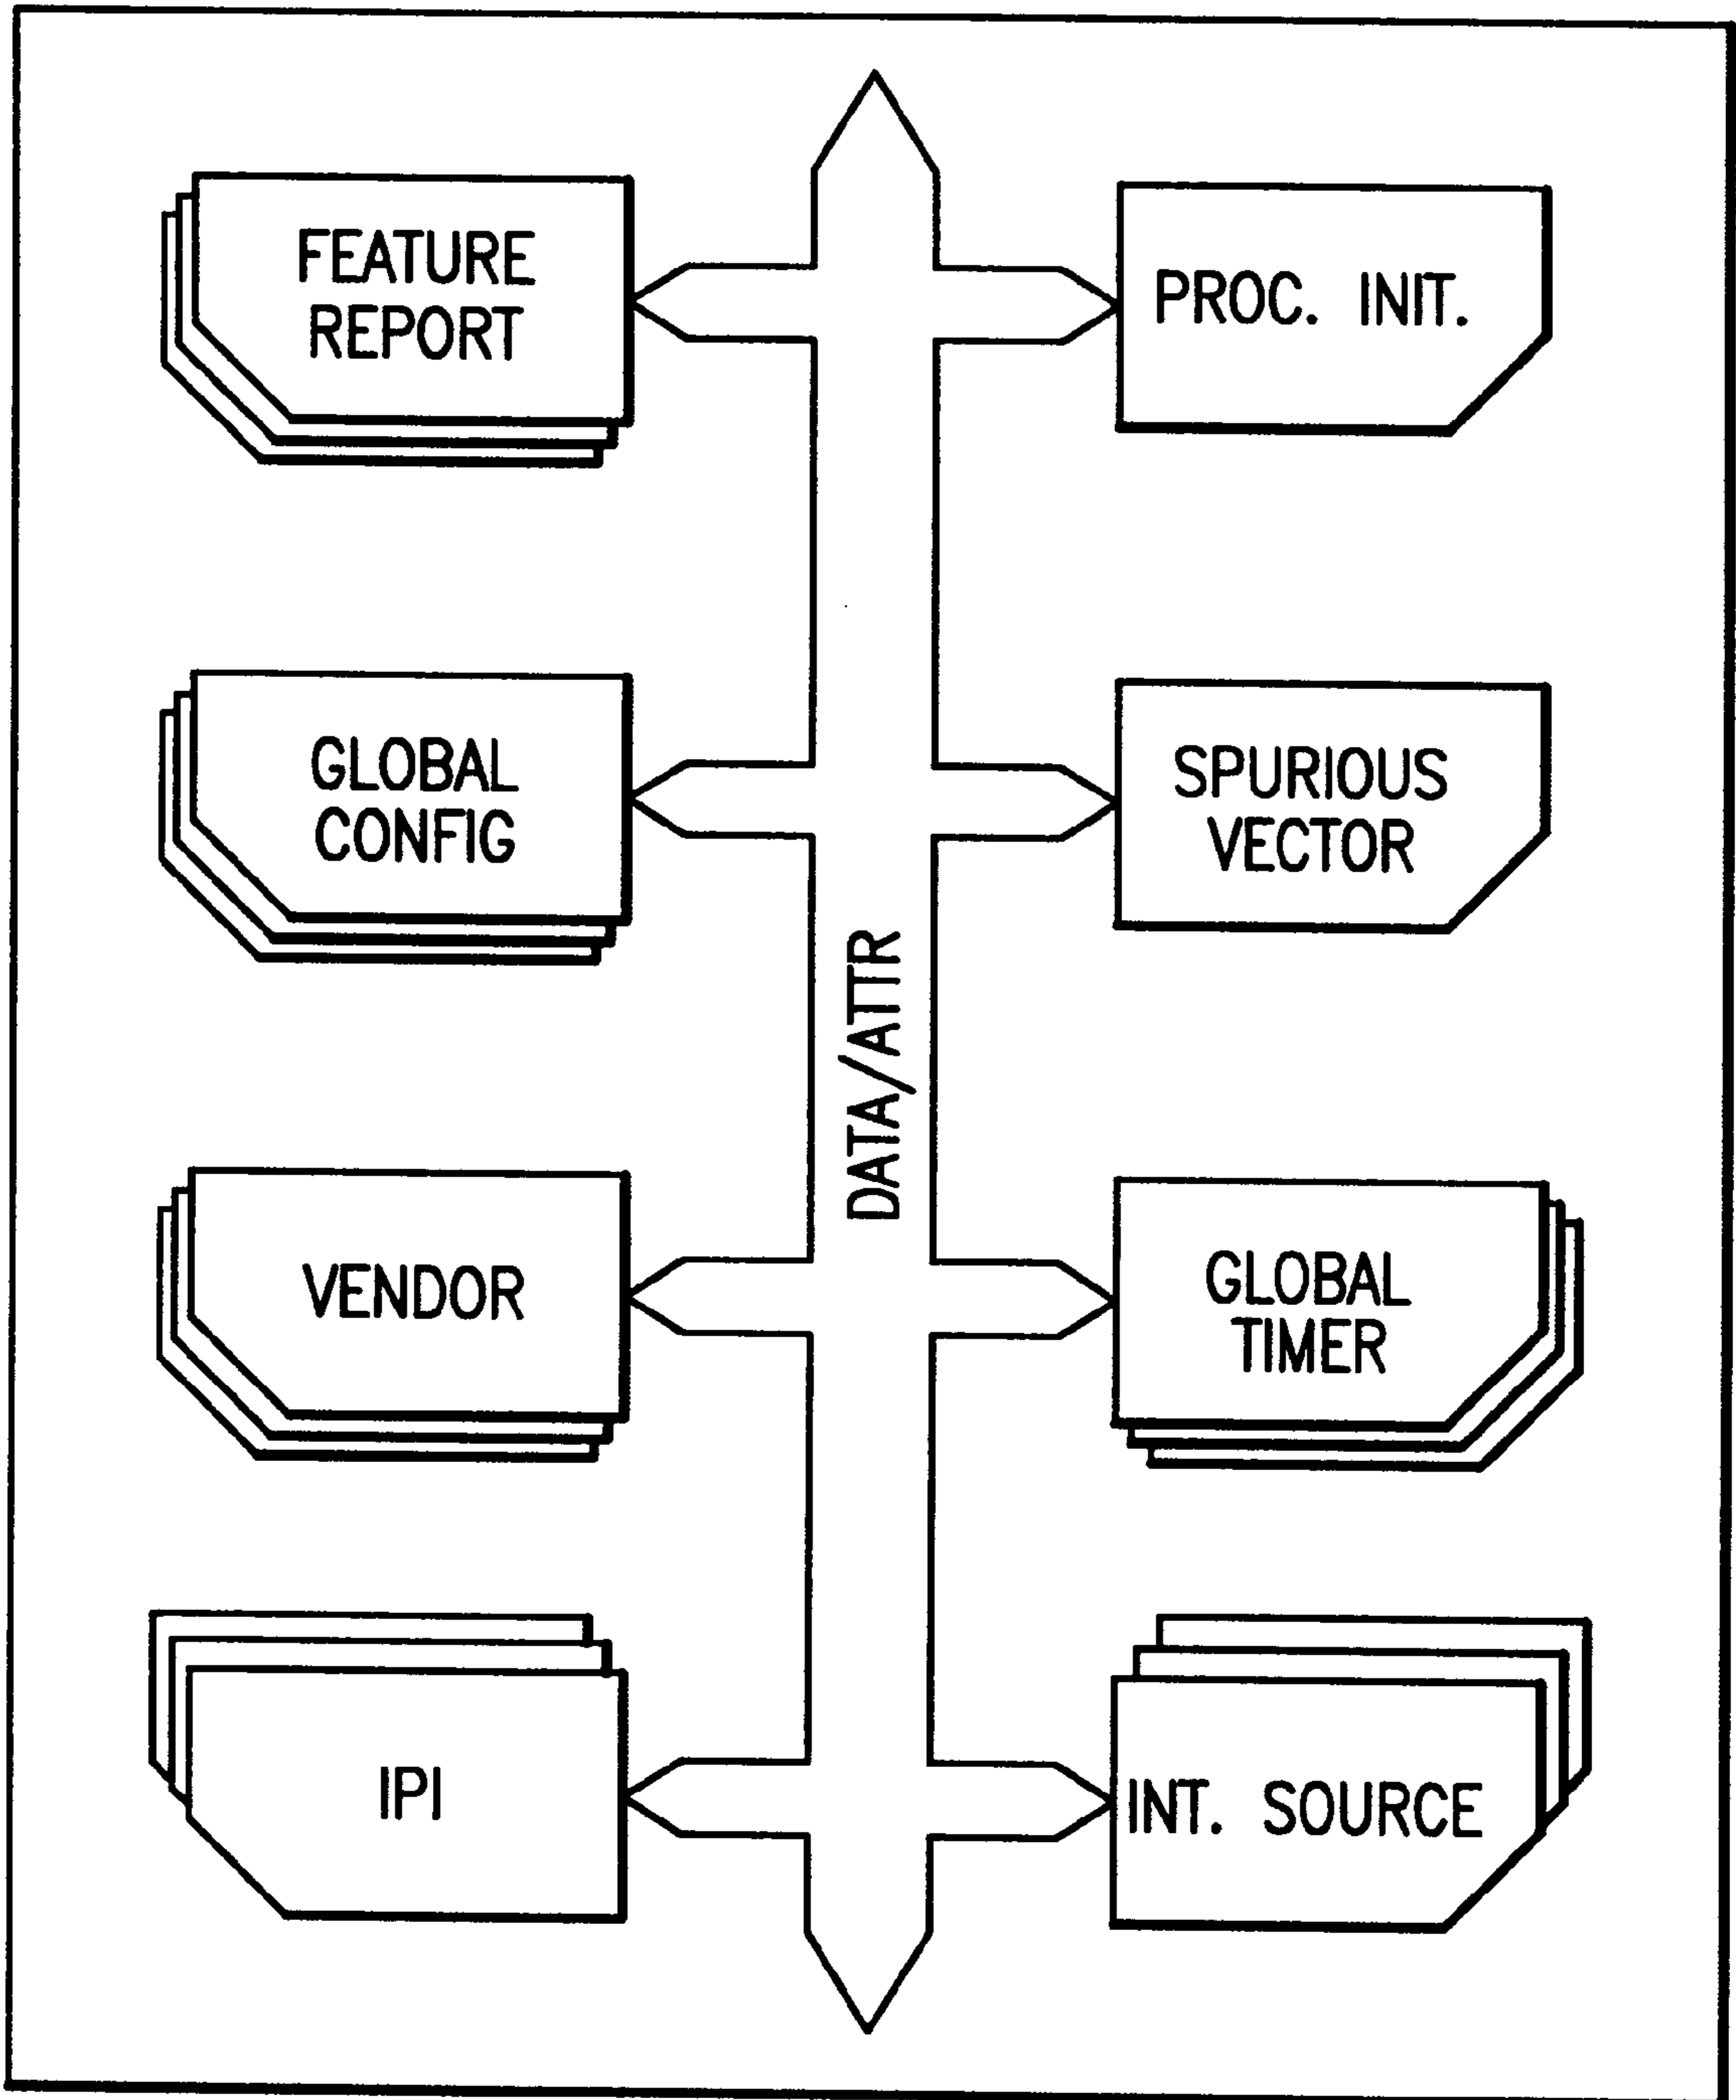 FEATURE
REPORT
PROC. INIT.
GLOBAL
CONFIG
SPURIOUS
VECTOR
DATA/ATTR
VENDOR
GLOBAL
TIMER
IPI
INT. SOURCE